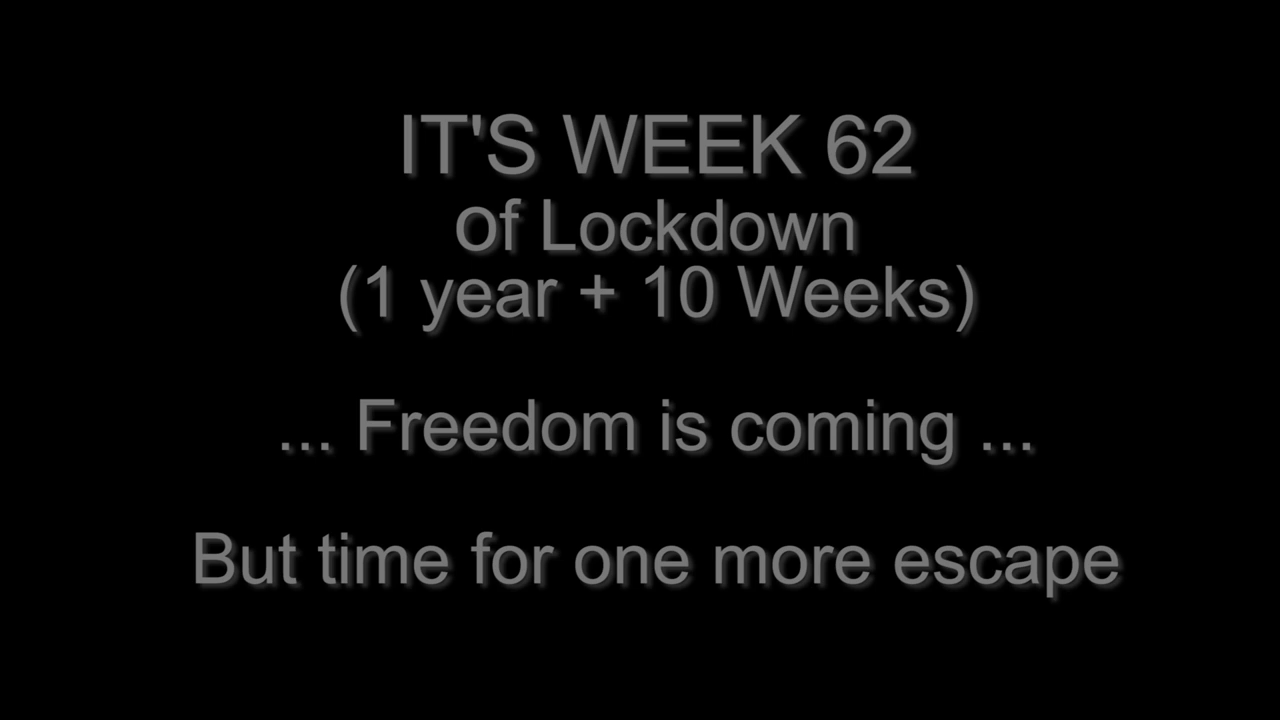 IT'S WEEK 62
of Lockdown
(1 year + 10 Weeks)
... Freedom is coming ...
But time for one more escape